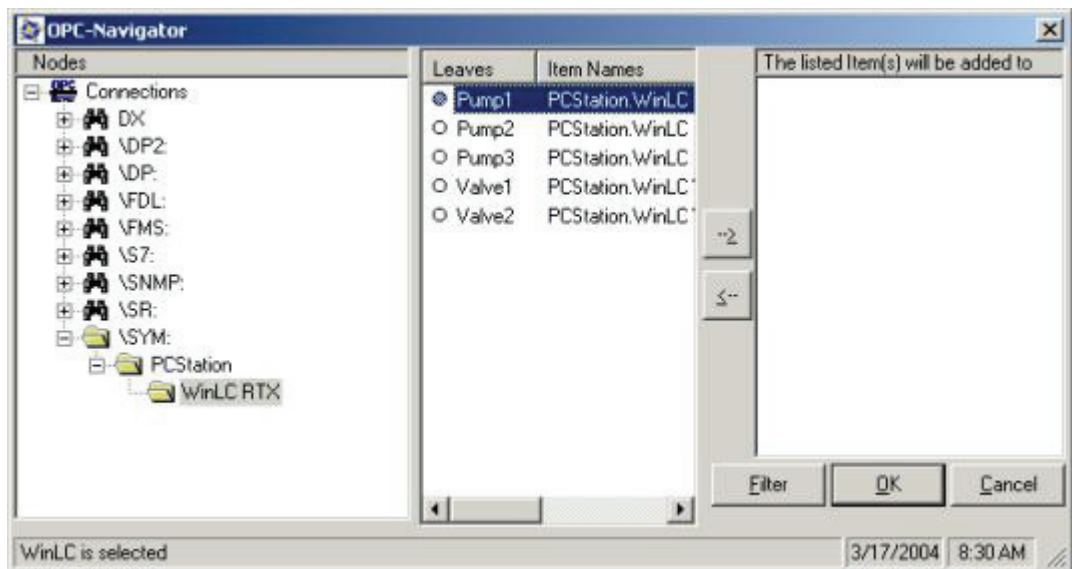 OPC-Navigator
Nodes
Connections
DX
\DP2:
\DP:
\FDL:
\FMS:
\S7:
\SNMP:
\SR:
\SYM:
PCStation
WinLC RTX
Leaves Item Names
Pump1 PCStation.WinLC
Pump2 PCStation.WinLC
Pump3 PCStation.WinLC
Valve1 PCStation.WinLC
Valve2 PCStation.WinLC
-->
<--
The listed Item(s) will be added to
Filter OK Cancel
WinLC is selected 3/17/2004 8:30 AM